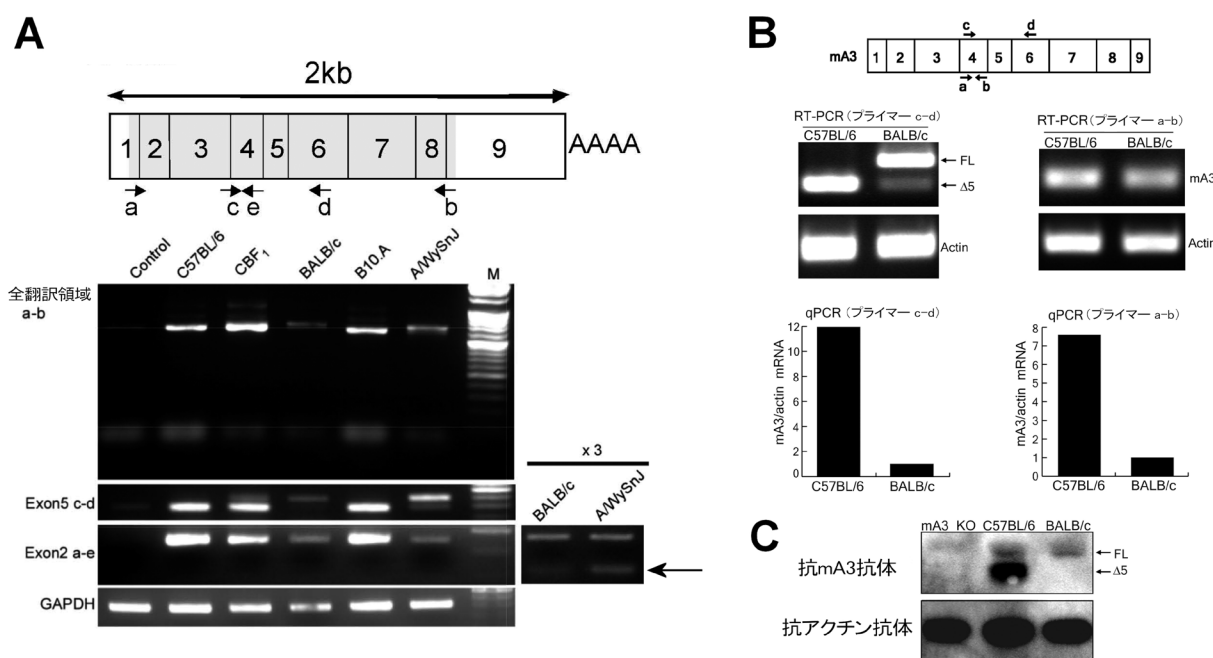 A
2kb
1 2 3 4 5 6 7 8 9 AAAA
a c e d b
Control C57BL/6 CBF1 BALB/c B10.A A/WySnJ M
全翻訳領域
a-b
x 3
BALB/c A/WySnJ
Exon5 c-d
Exon2 a-e
GAPDH
B
c d
mA3 1 2 3 4 5 6 7 8 9
a b
RT-PCR（プライマー c-d）
C57BL/6 BALB/c
FL
Δ5
Actin
RT-PCR（プライマー a-b）
C57BL/6 BALB/c
mA3
Actin
qPCR（プライマー c-d）
mA3/actin mRNA
12
10
8
6
4
2
0
C57BL/6 BALB/c
qPCR（プライマー a-b）
mA3/actin mRNA
8
7
6
5
4
3
2
1
0
C57BL/6 BALB/c
C
mA3 KO C57BL/6 BALB/c
抗mA3抗体
FL
Δ5
抗アクチン抗体